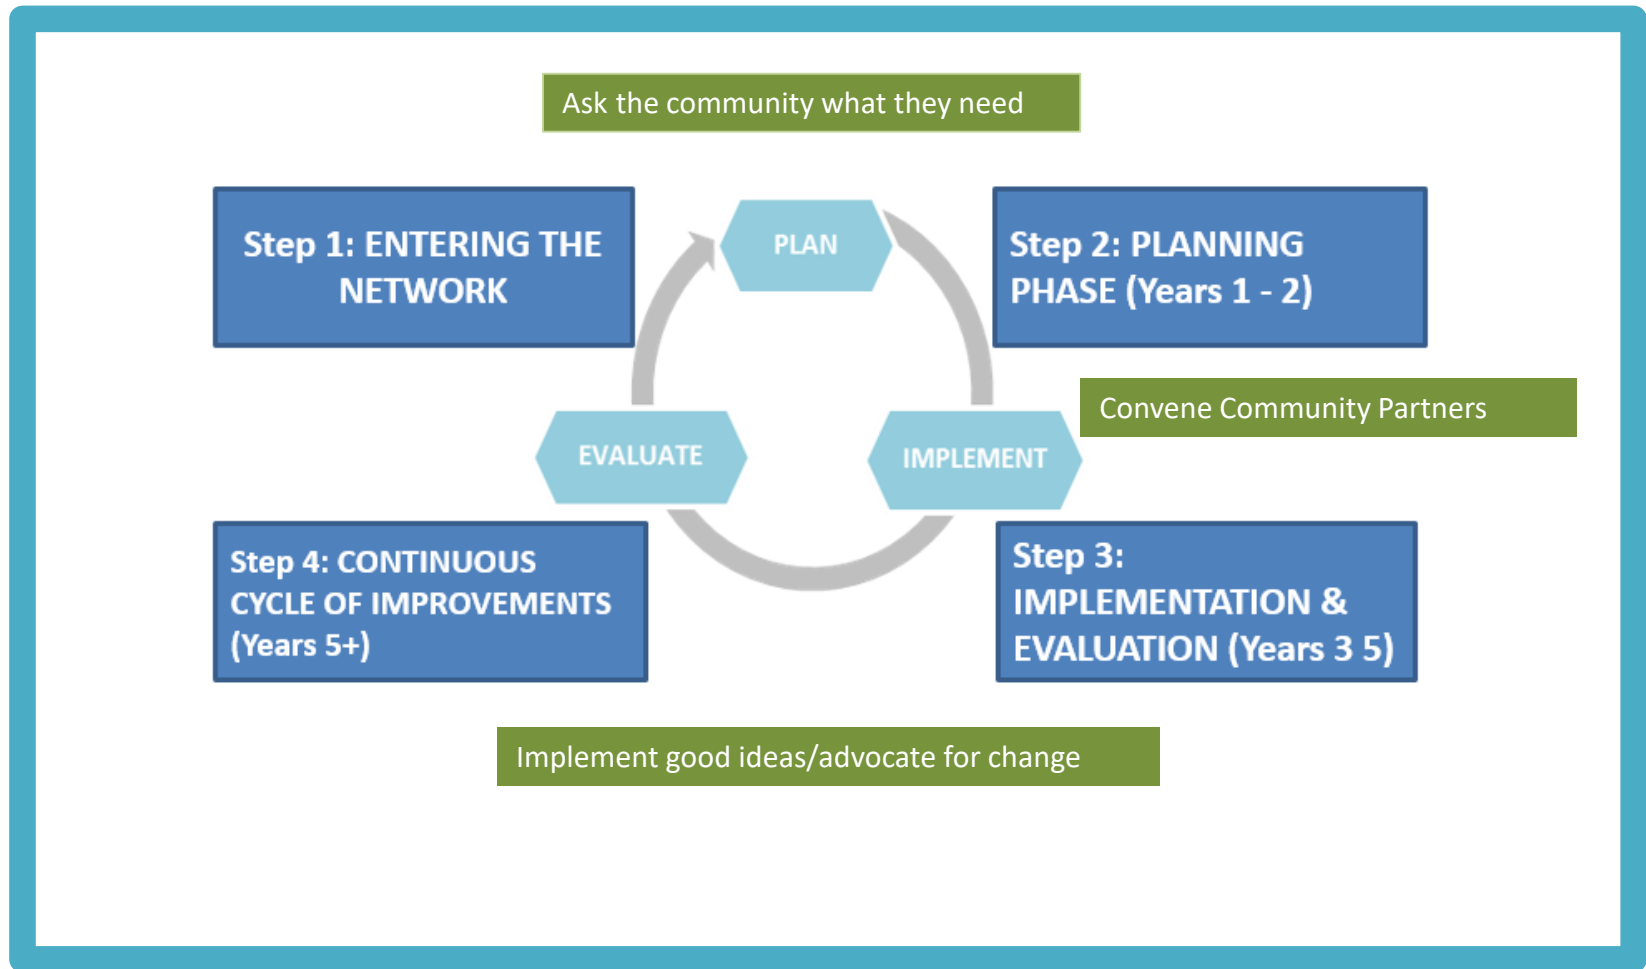 Ask the community what they need
Step 1: ENTERING THE
NETWORK
PLAN
Step 2: PLANNING
PHASE (Years 1 - 2)
Convene Community Partners
EVALUATE
IMPLEMENT
Step 4: CONTINUOUS
CYCLE OF IMPROVEMENTS
(Years 5+)
Step 3:
IMPLEMENTATION &
EVALUATION (Years 3 5)
Implement good ideas/advocate for change